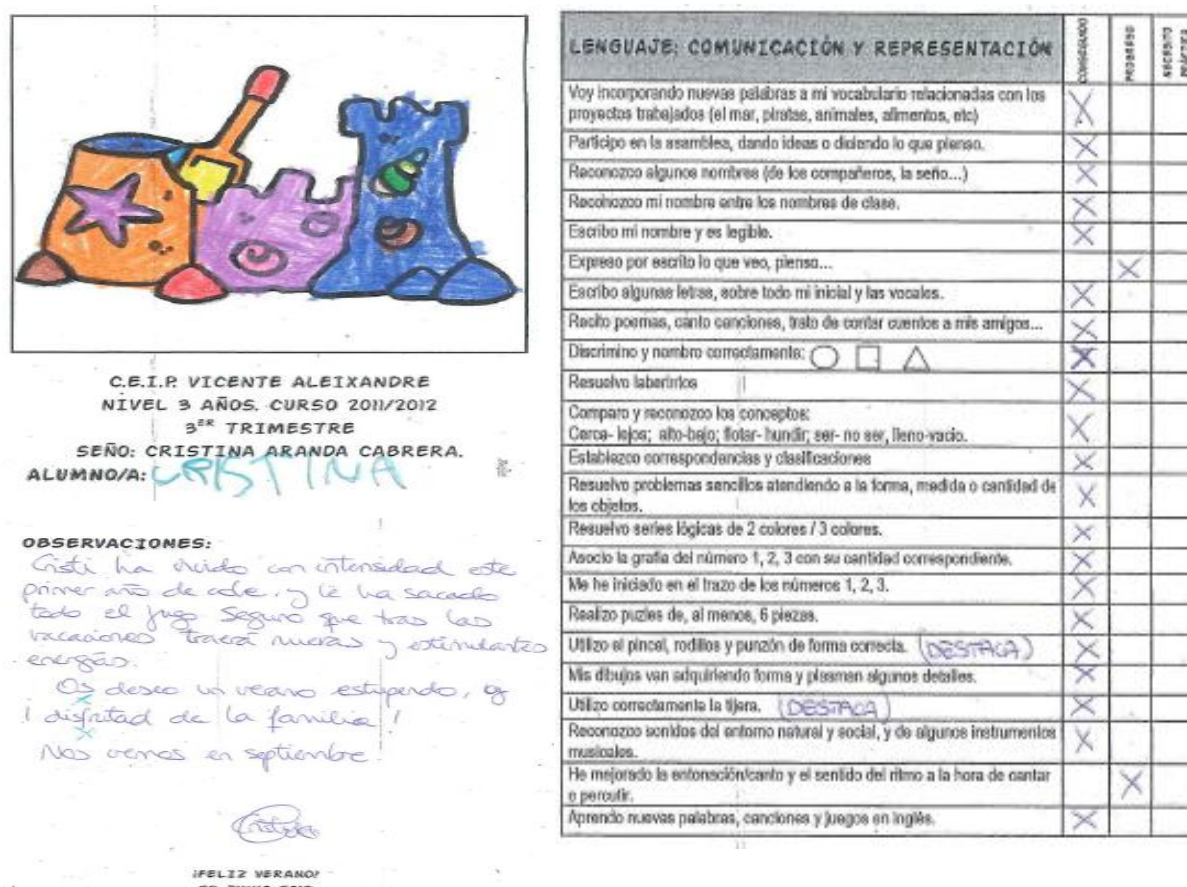 C.E.I.P. VICENTE ALEIXANDRE
NIVEL 3 AÑOS. CURSO 2011/2012
3ER TRIMESTRE
SEÑO: CRISTINA ARANDA CABRERA.
ALUMNO/A: CRISTINA
OBSERVACIONES:
Cristi ha vivido con intensidad este
primer año de cole, y le ha sacado
todo el jugo. Seguro que tras las
vacaciones traerá nuevas y estimulantes
energías.
Os deseo un verano estupendo,
¡disfrutad de la familia!
Nos vemos en septiembre.
¡FELIZ VERANO!
LENGUAJE: COMUNICACIÓN Y REPRESENTACIÓN
CONSEGUIDO
PROGRESO
NECESITO PRÁCTICA
Voy incorporando nuevas palabras a mi vocabulario relacionadas con los
proyectos trabajados (el mar, piratas, animales, alimentos, etc)
Participo en la asamblea, dando ideas o diciendo lo que pienso.
Reconozco algunos nombres (de los compañeros, la seño...)
Reconozco mi nombre entre los nombres de clase.
Escribo mi nombre y es legible.
Expreso por escrito lo que veo, pienso...
Escribo algunas letras, sobre todo mi inicial y las vocales.
Recito poemas, canto canciones, trato de contar cuentos a mis amigos...
Discrimino y nombro correctamente:
Resuelvo laberintos
Comparo y reconozco los conceptos:
Cerca- lejos; alto-bajo; flotar- hundir; ser- no ser, lleno-vacio.
Establezco correspondencias y clasificaciones
Resuelvo problemas sencillos atendiendo a la forma, medida o cantidad de
los objetos.
Resuelvo series lógicas de 2 colores / 3 colores.
Asocio la grafía del número 1, 2, 3 con su cantidad correspondiente.
Me he iniciado en el trazo de los números 1, 2, 3.
Realizo puzles de, al menos, 6 piezas.
Utilizo el pincel, rodillos y punzón de forma correcta. (DESTACA)
Mis dibujos van adquiriendo forma y plasman algunos detalles.
Utilizo correctamente la tijera. (DESTACA)
Reconozco sonidos del entorno natural y social, y de algunos instrumentos
musicales.
He mejorado la entonación/canto y el sentido del ritmo a la hora de cantar
o percutir.
Aprendo nuevas palabras, canciones y juegos en inglés.